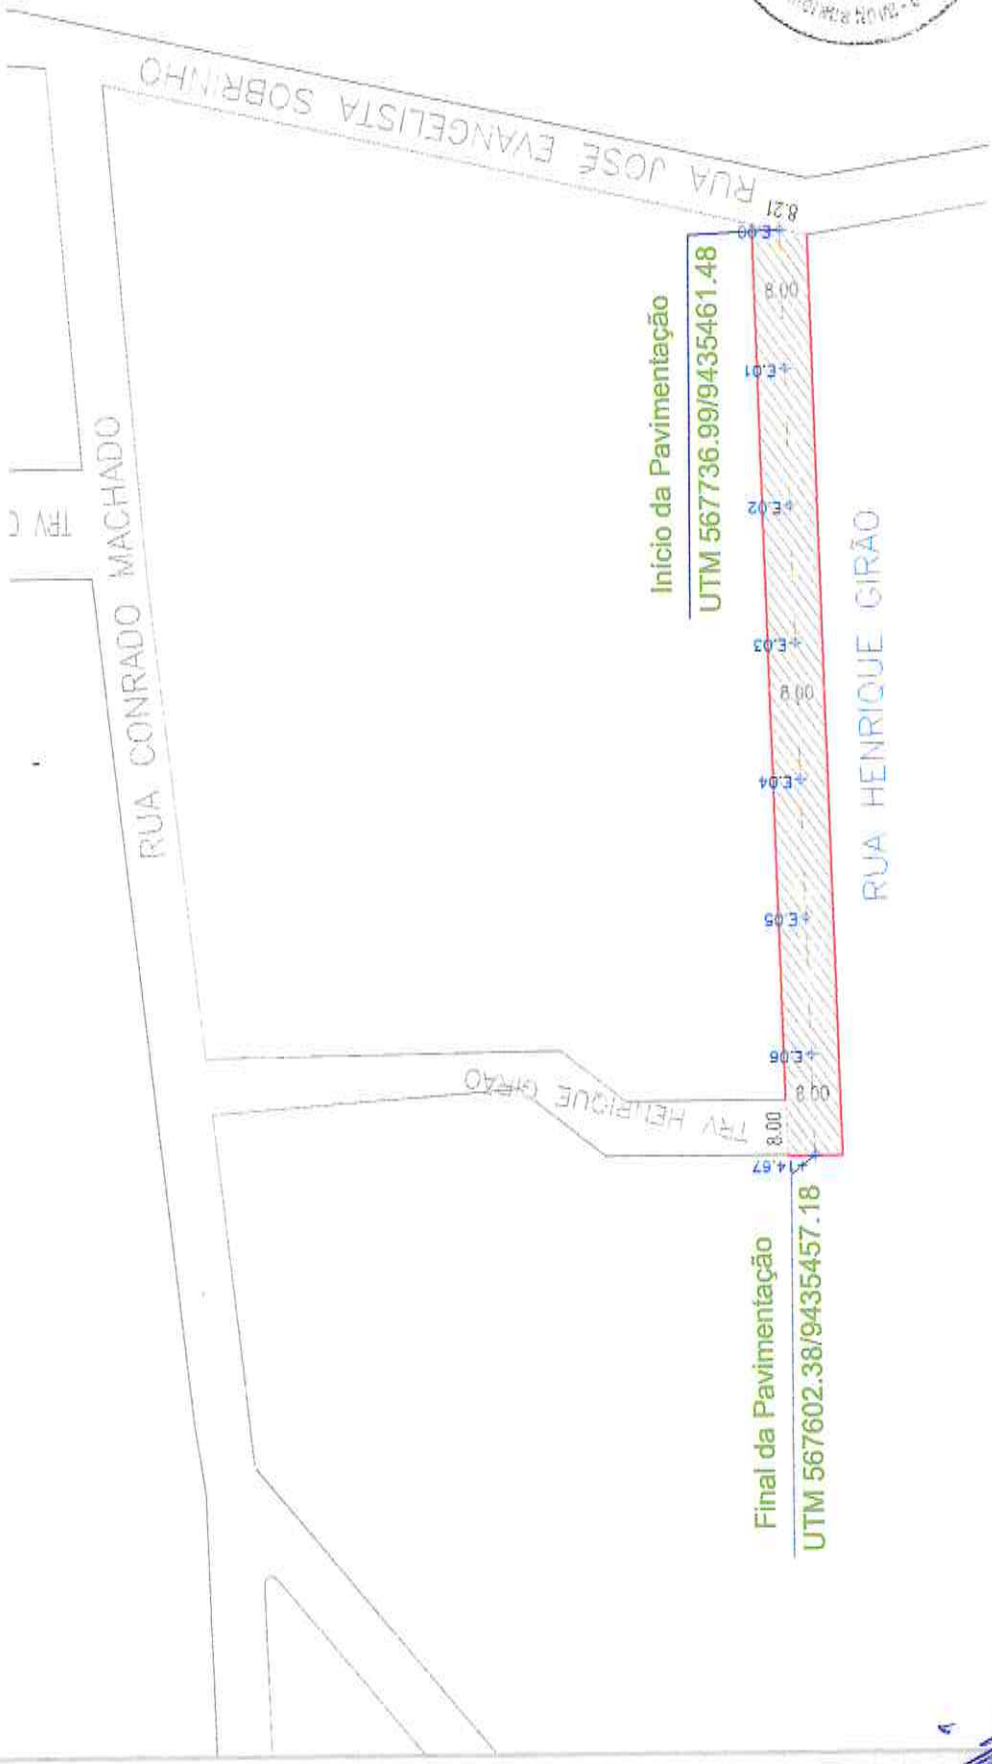 RUA JOSÉ EVANGELISTA SOBRINHO
RUA CONRADO MACHADO
TRV
8.21
E.00
Início da Pavimentação
UTM 567736.99/9435461.48
8.00
E.01
E.02
E.03
8.00
E.04
E.05
E.06
8.00
RUA HENRIQUE GIRÃO
TRV HENRIQUE GIRÃO
8.00
+14.67
Final da Pavimentação
UTM 567602.38/9435457.18